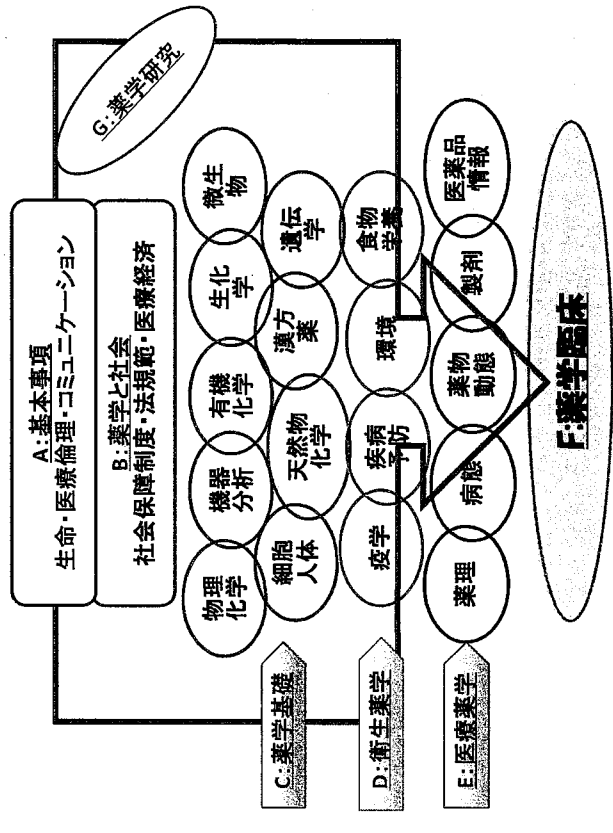 A:基本事項
生命・医療倫理・コミュニケーション
B:薬学と社会
社会保障制度・法規範・医療経済
G:薬学研究
C:薬学基礎
物理
化学
機器
分析
有機
化学
生化
学
微生
物
細胞
人体
天然物
化学
漢方
薬
遺伝
学
D:衛生薬学
疫学
疾病
予防
環境
食物
栄養
E:医療薬学
薬理
病態
薬物
動態
製剤
医薬品
情報
F:薬学臨床